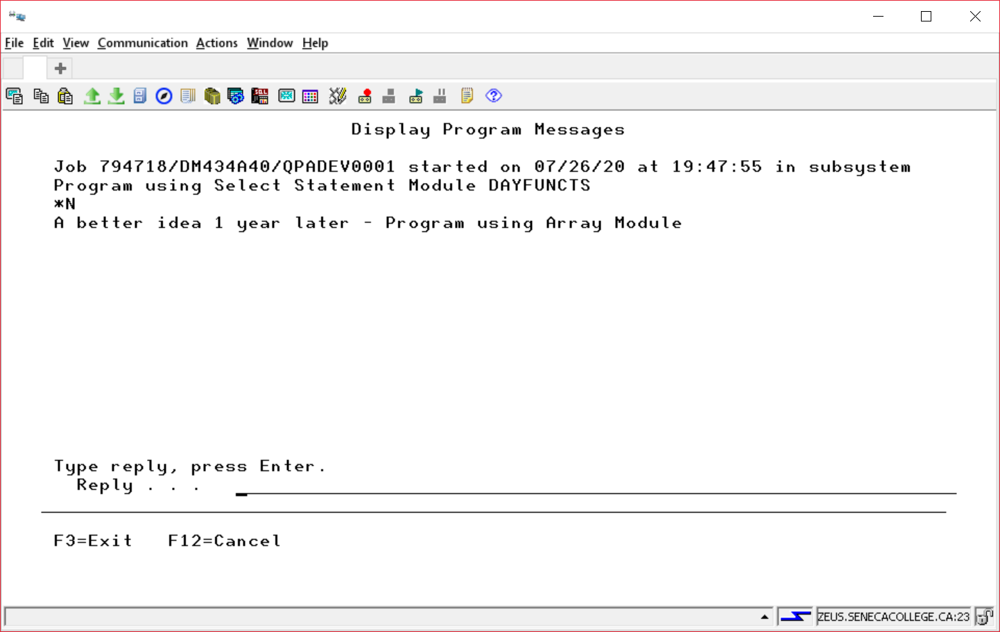 File Edit View Communication Actions Window Help
Display Program Messages
Job 794718/DM434A40/QPADEV0001 started on 07/26/20 at 19:47:55 in subsystem
Program using Select Statement Module DAYFUNCTS
*N
A better idea 1 year later - Program using Array Module
Type reply, press Enter.
Reply . . .
F3=Exit F12=Cancel
ZEUS.SENECACOLLEGE.CA:23